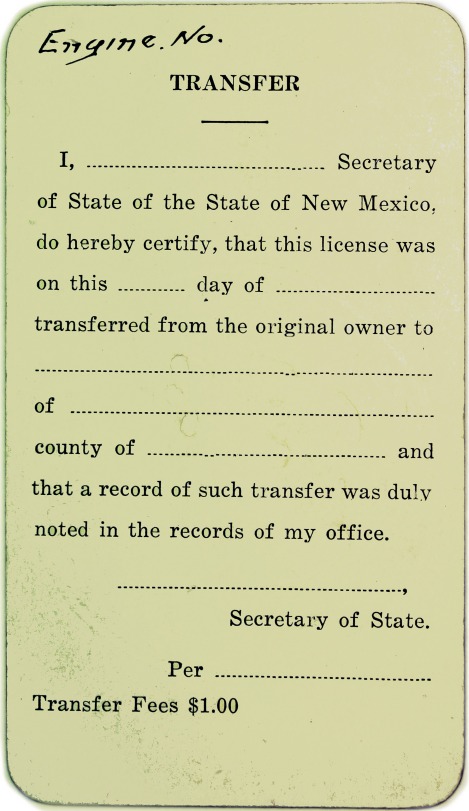 Engine. No.
TRANSFER
I, ........................................ Secretary
of State of the State of New Mexico,
do hereby certify, that this license was
on this ............ day of ............................
transferred from the original owner to
......................................................................
of ................................................................
county of .......................................... and
that a record of such transfer was duly
noted in the records of my office.
..................................................,
Secretary of State.
Per ......................................
Transfer Fees $1.00